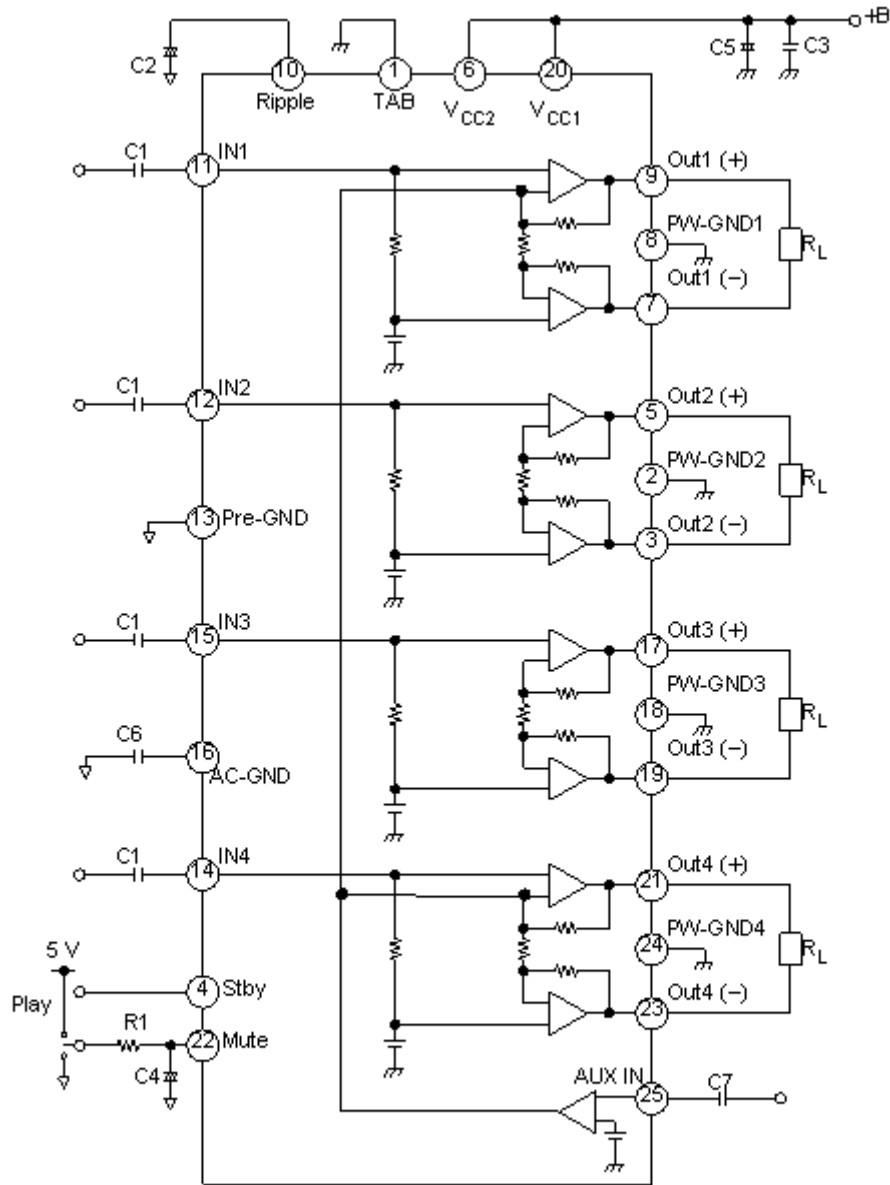 +B
C2
C5
C3
10
1
6
20
Ripple
TAB
VCC2
VCC1
C1
11
IN1
Out1 (+)
9
PW-GND1
8
RL
Out1 (−)
7
C1
12
IN2
Out2 (+)
5
PW-GND2
2
RL
13
Pre-GND
Out2 (−)
3
C1
15
IN3
Out3 (+)
17
PW-GND3
18
RL
C6
16
AC-GND
Out3 (−)
19
C1
14
IN4
Out4 (+)
21
PW-GND4
24
RL
5 V
4
Stby
Out4 (−)
23
Play
R1
22
Mute
C4
AUX IN
25
C7